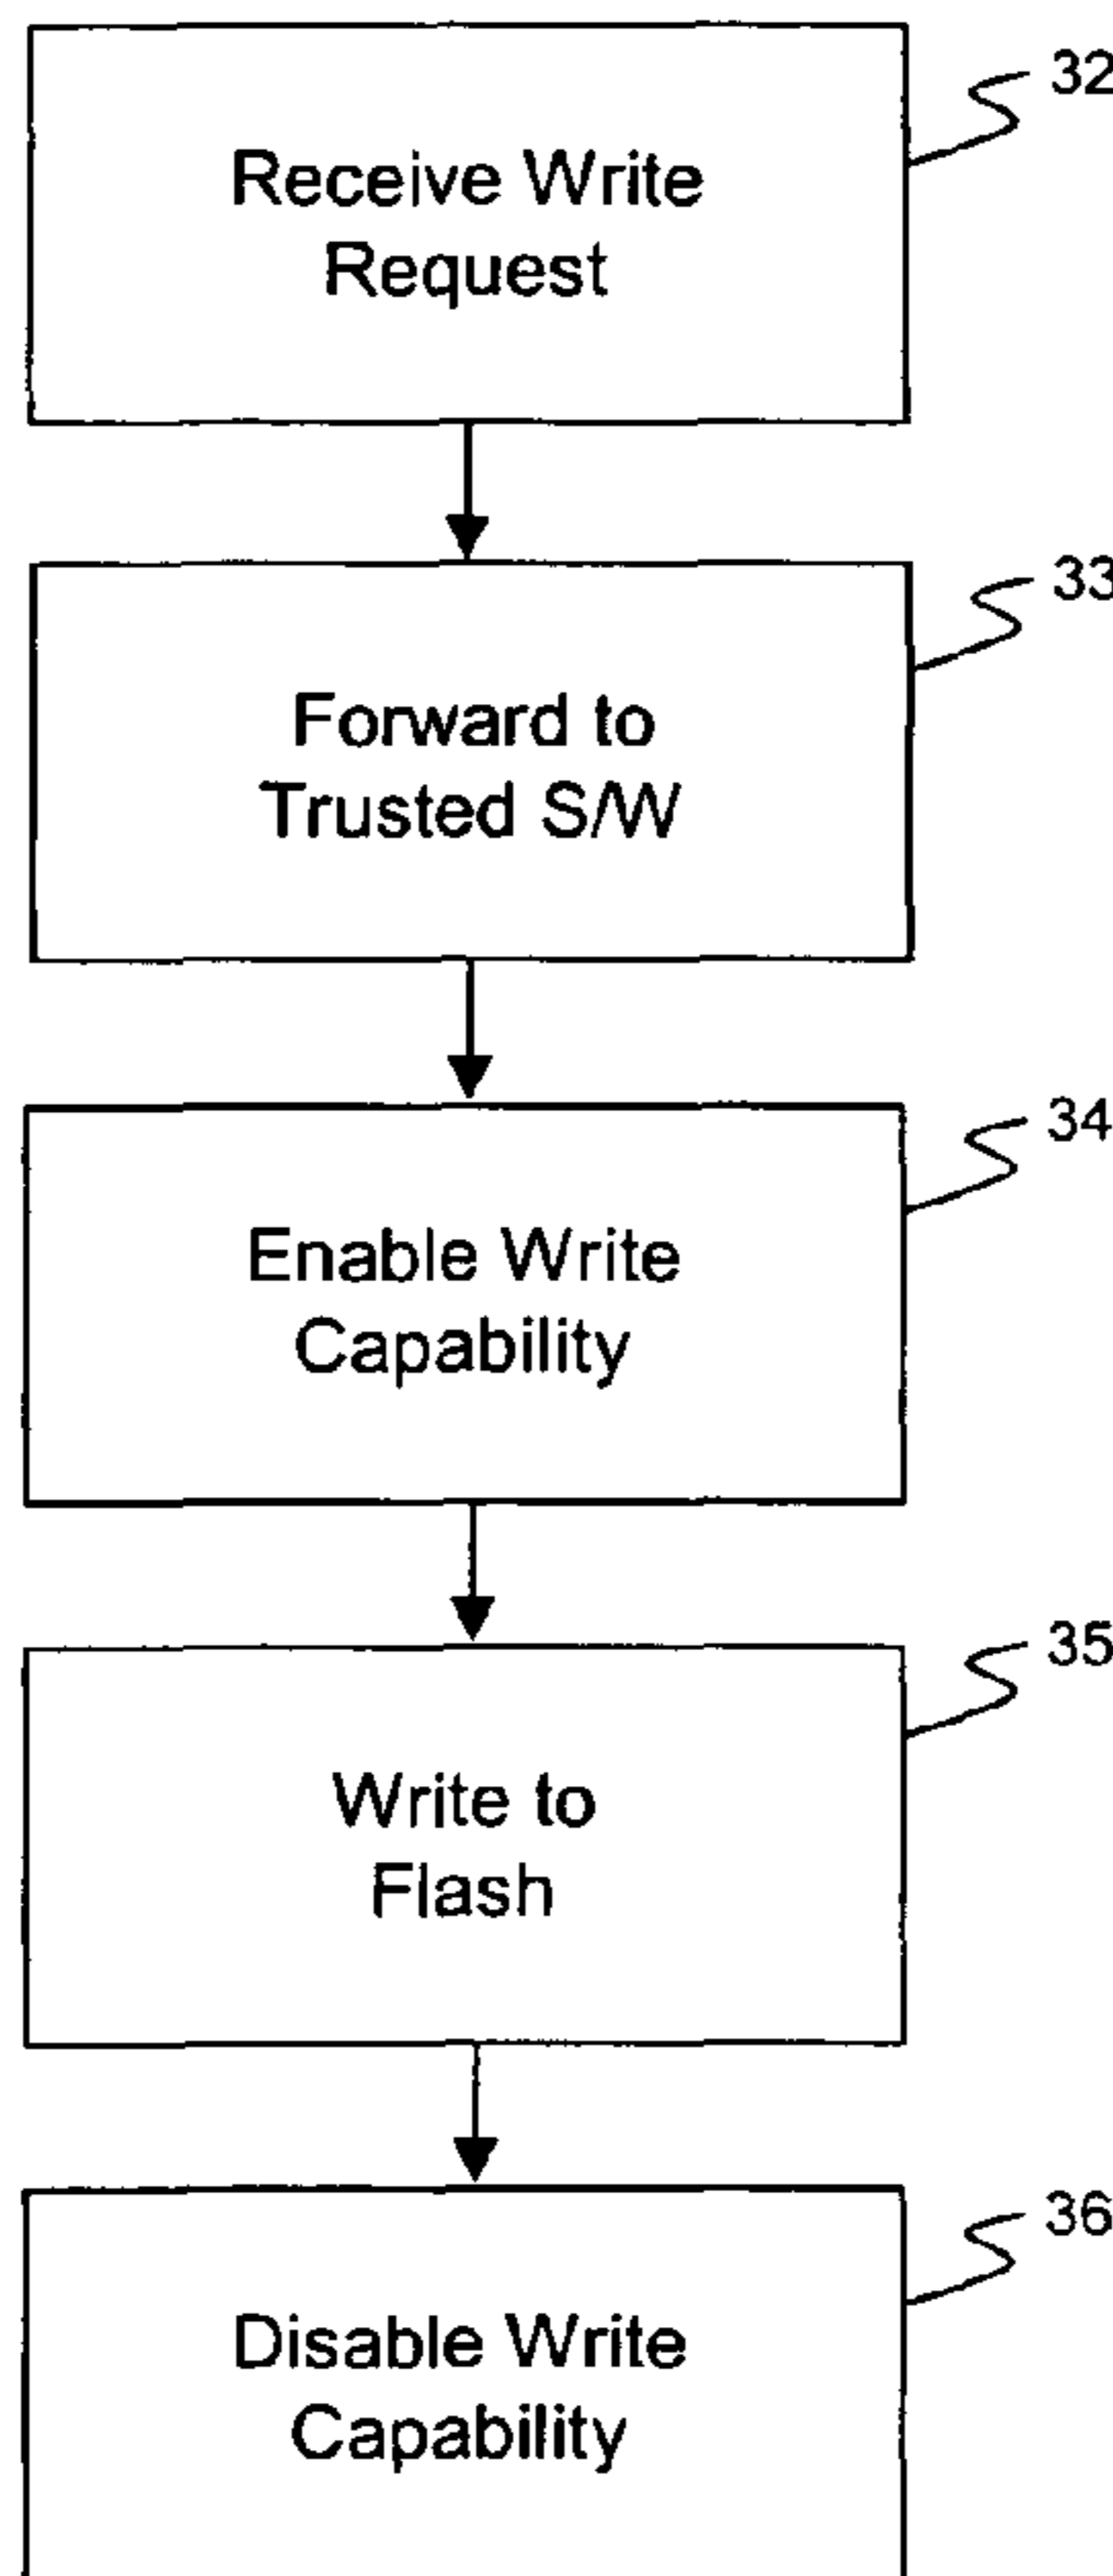 32
Receive Write
Request
33
Forward to
Trusted S/W
34
Enable Write
Capability
35
Write to
Flash
36
Disable Write
Capability